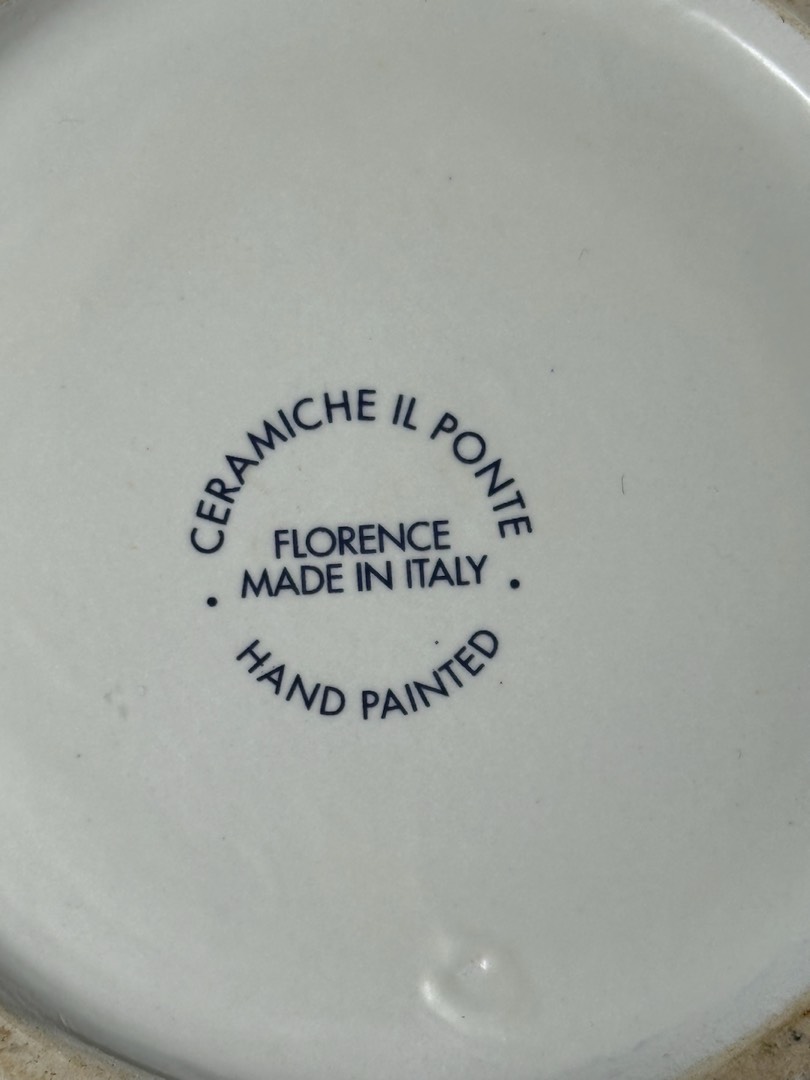 CERAMICHE IL PONTE
FLORENCE
MADE IN ITALY
HAND PAINTED